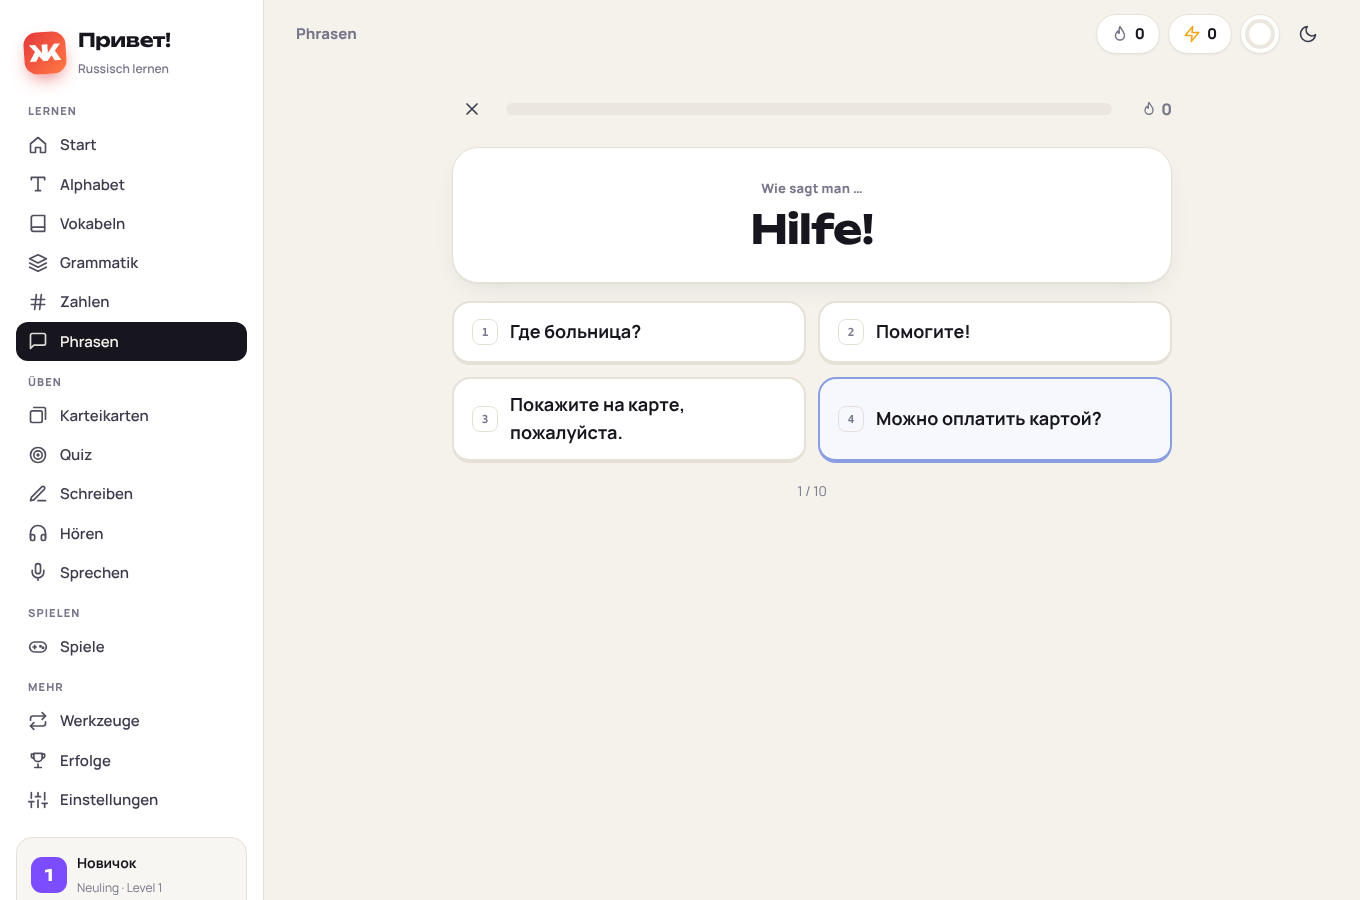 ЖК
Привет!
Russisch lernen
LERNEN
Start
Alphabet
Vokabeln
Grammatik
Zahlen
Phrasen
ÜBEN
Karteikarten
Quiz
Schreiben
Hören
Sprechen
SPIELEN
Spiele
MEHR
Werkzeuge
Erfolge
Einstellungen
1
Новичок
Neuling · Level 1
Phrasen
0
0
0
Wie sagt man ...
Hilfe!
1 Где больница?
2 Помогите!
3 Покажите на карте,
пожалуйста.
4 Можно оплатить картой?
1 / 10